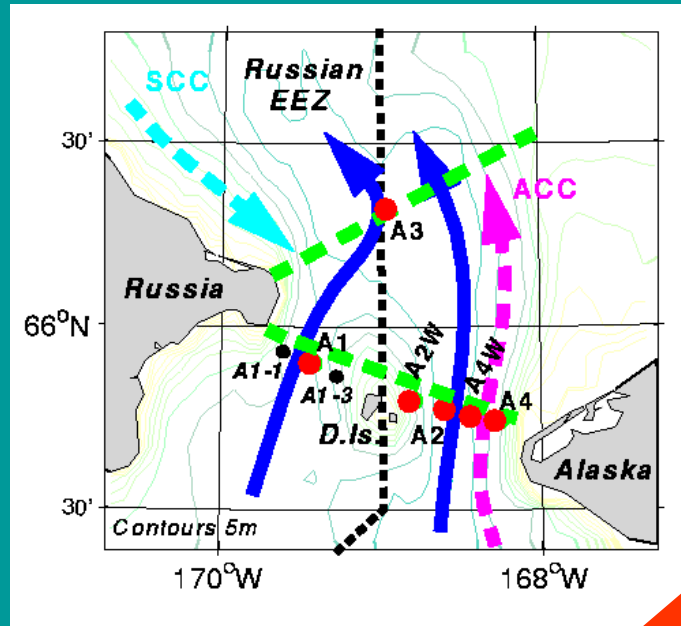 SCC
Russian
EEZ
30'
ACC
A3
Russia
66°N
A1
A2W
A4W
A1-1
A1-3
A4
D.Is.
A2
Alaska
30'
Contours 5m
170°W
168°W